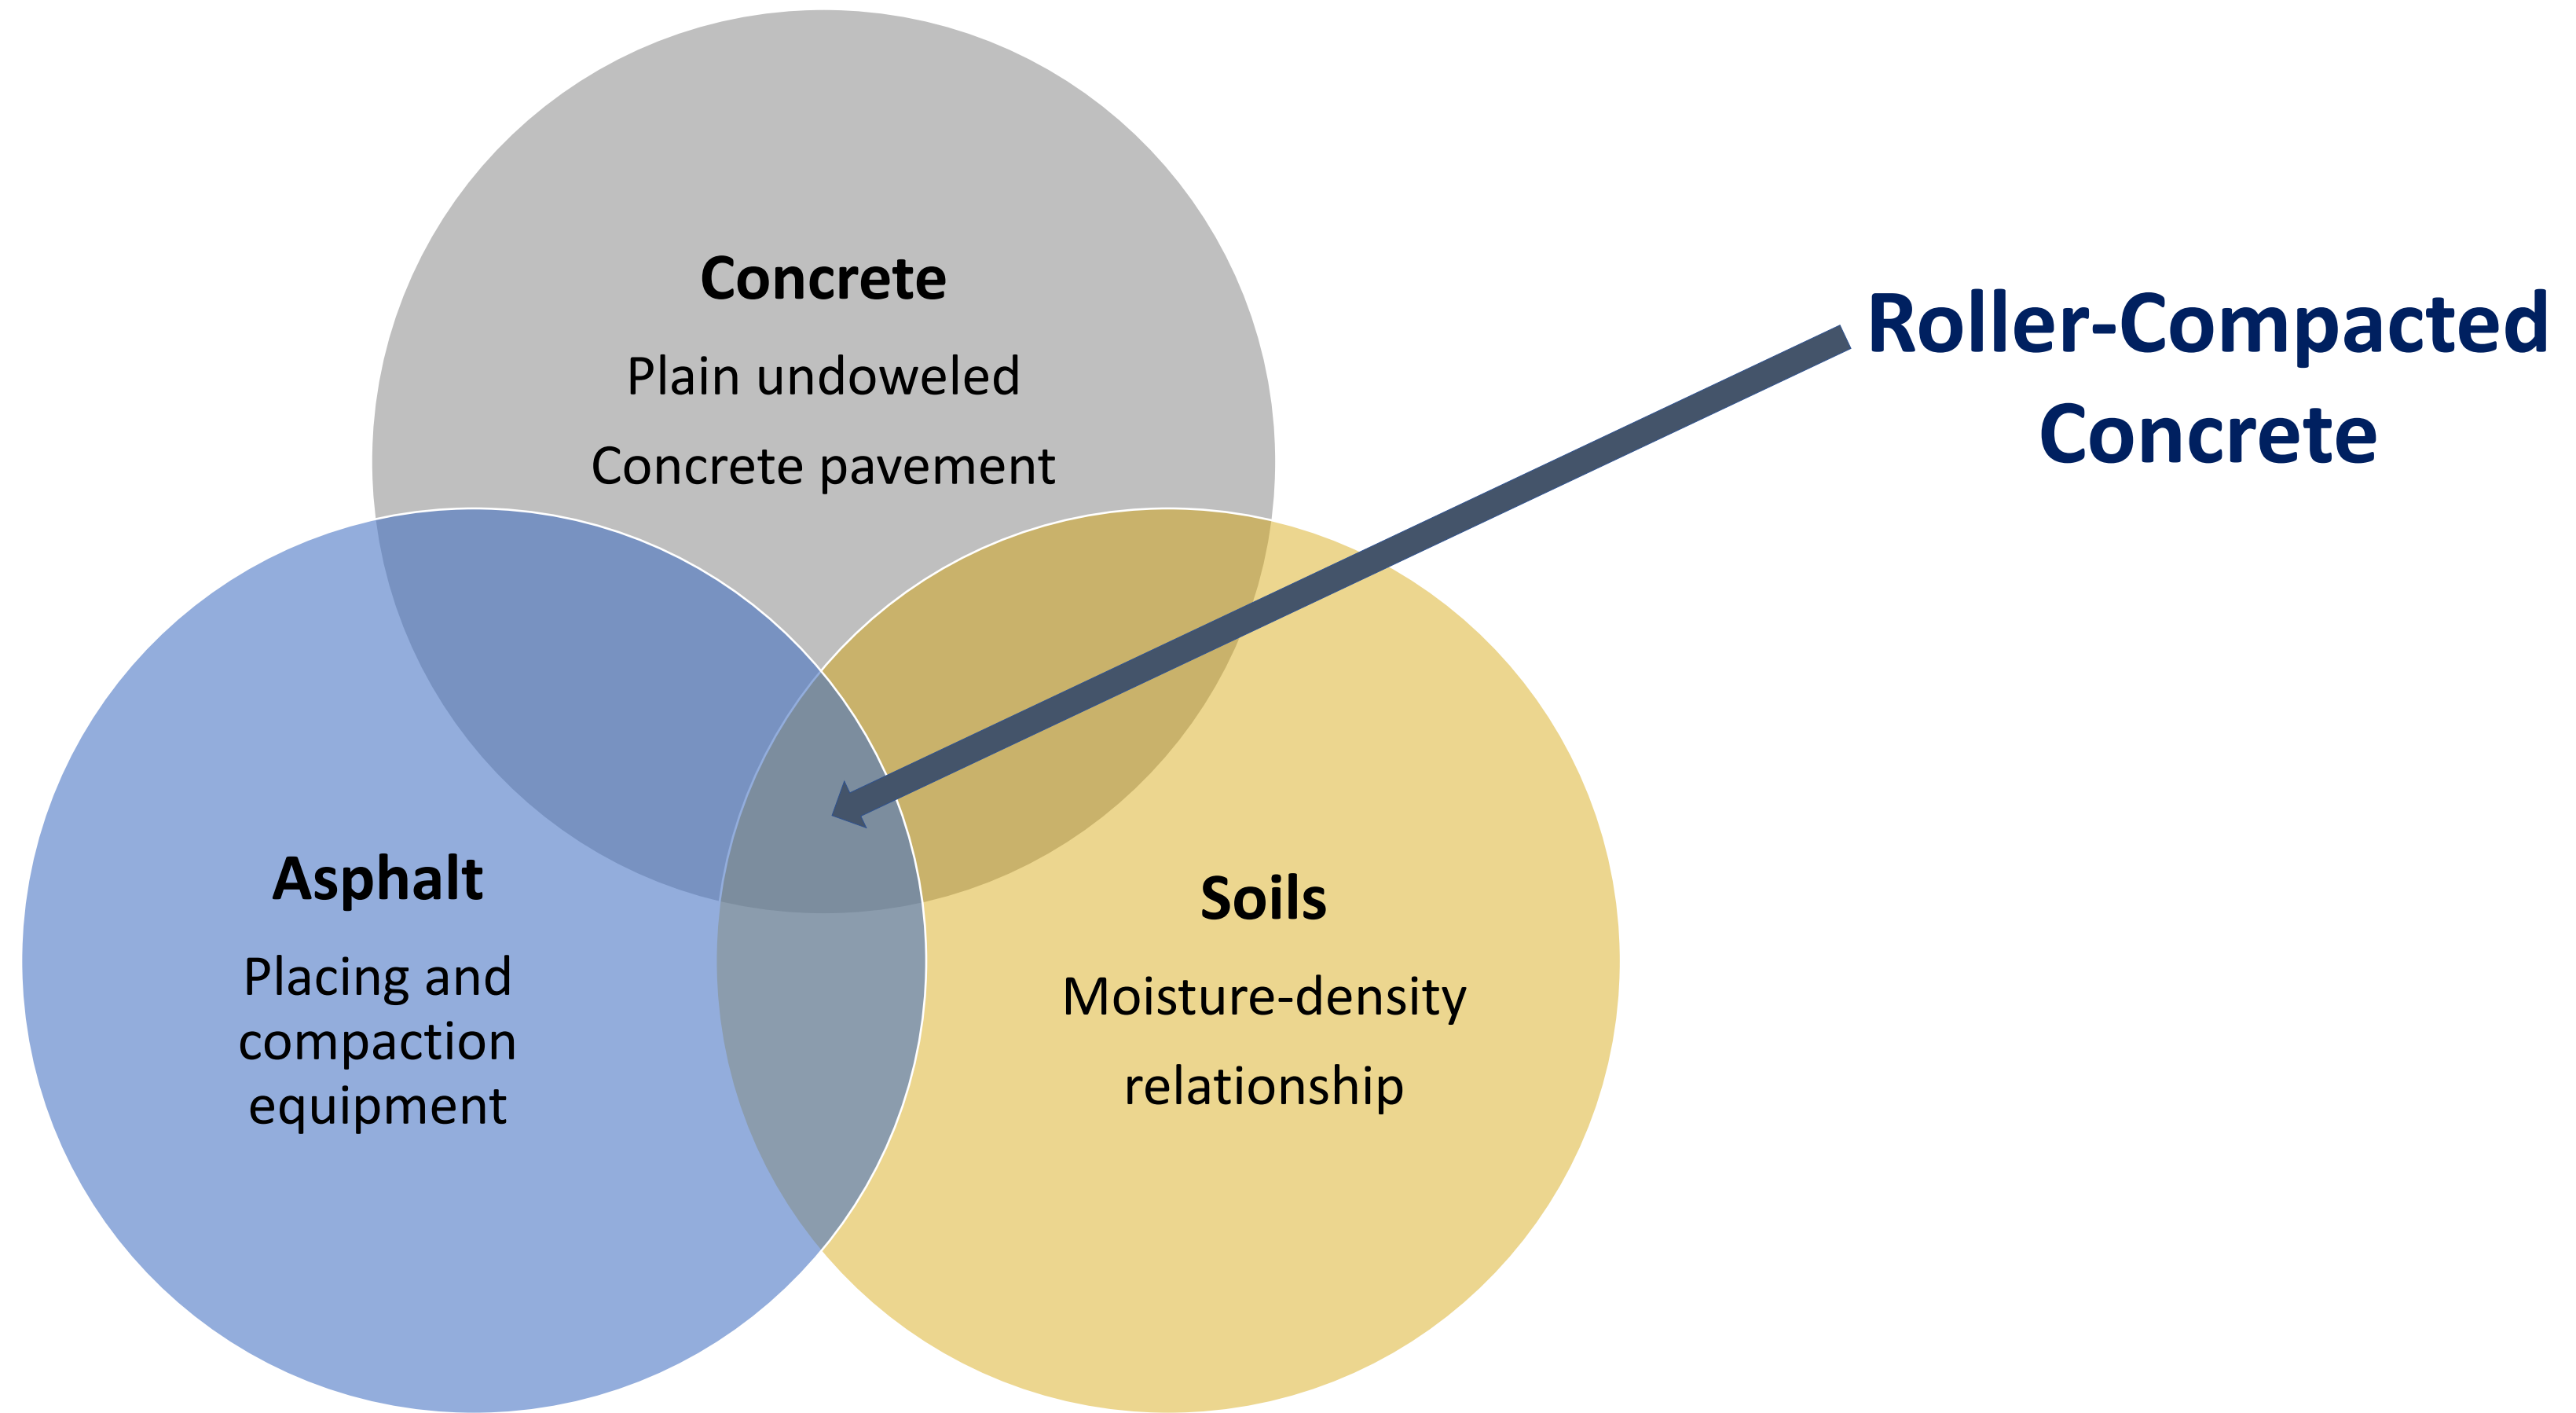 Concrete
Plain undoweled
Concrete pavement
Roller-Compacted
Concrete
Asphalt
Placing and
compaction
equipment
Soils
Moisture-density
relationship